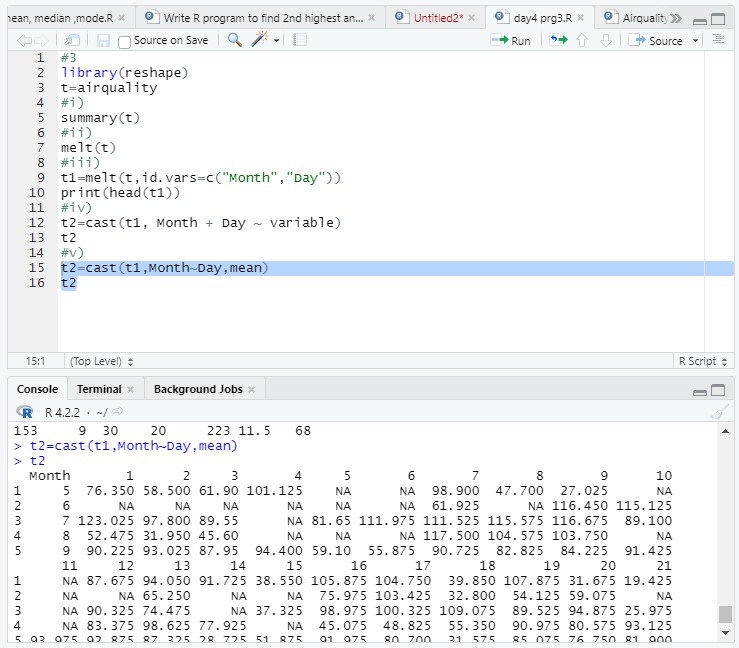 nean, median ,mode.R × Write R program to find 2nd highest an... × Untitled2* × day4 prg3.R × Airquality
Source on Save Run Source
1 #3
2 library(reshape)
3 t=airquality
4 #i)
5 summary(t)
6 #ii)
7 melt(t)
8 #iii)
9 t1=melt(t,id.vars=c("Month","Day"))
10 print(head(t1))
11 #iv)
12 t2=cast(t1, Month + Day ~ variable)
13 t2
14 #v)
15 t2=cast(t1,Month~Day,mean)
16 t2
15:1 (Top Level) R Script
Console Terminal × Background Jobs ×
R 4.2.2 · ~/
153 9 30 20 223 11.5 68
> t2=cast(t1,Month~Day,mean)
> t2
Month 1 2 3 4 5 6 7 8 9 10
1 5 76.350 58.500 61.90 101.125 NA NA 98.900 47.700 27.025 NA
2 6 NA NA NA NA NA NA 61.925 NA 116.450 115.125
3 7 123.025 97.800 89.55 NA 81.65 111.975 111.525 115.575 116.675 89.100
4 8 52.475 31.950 45.60 NA NA NA 117.500 104.575 103.750 NA
5 9 90.225 93.025 87.95 94.400 59.10 55.875 90.725 82.825 84.225 91.425
11 12 13 14 15 16 17 18 19 20 21
1 NA 87.675 94.050 91.725 38.550 105.875 104.750 39.850 107.875 31.675 19.425
2 NA NA 65.250 NA NA 75.975 103.425 32.800 54.125 59.075 NA
3 NA 90.325 74.475 NA 37.325 98.975 100.325 109.075 89.525 94.875 25.975
4 NA 83.375 98.625 77.925 NA 45.075 48.825 55.350 90.975 80.575 93.125
5 93.975 92.875 87.325 28.725 51.875 91.975 80.700 31.575 85.075 76.750 81.900